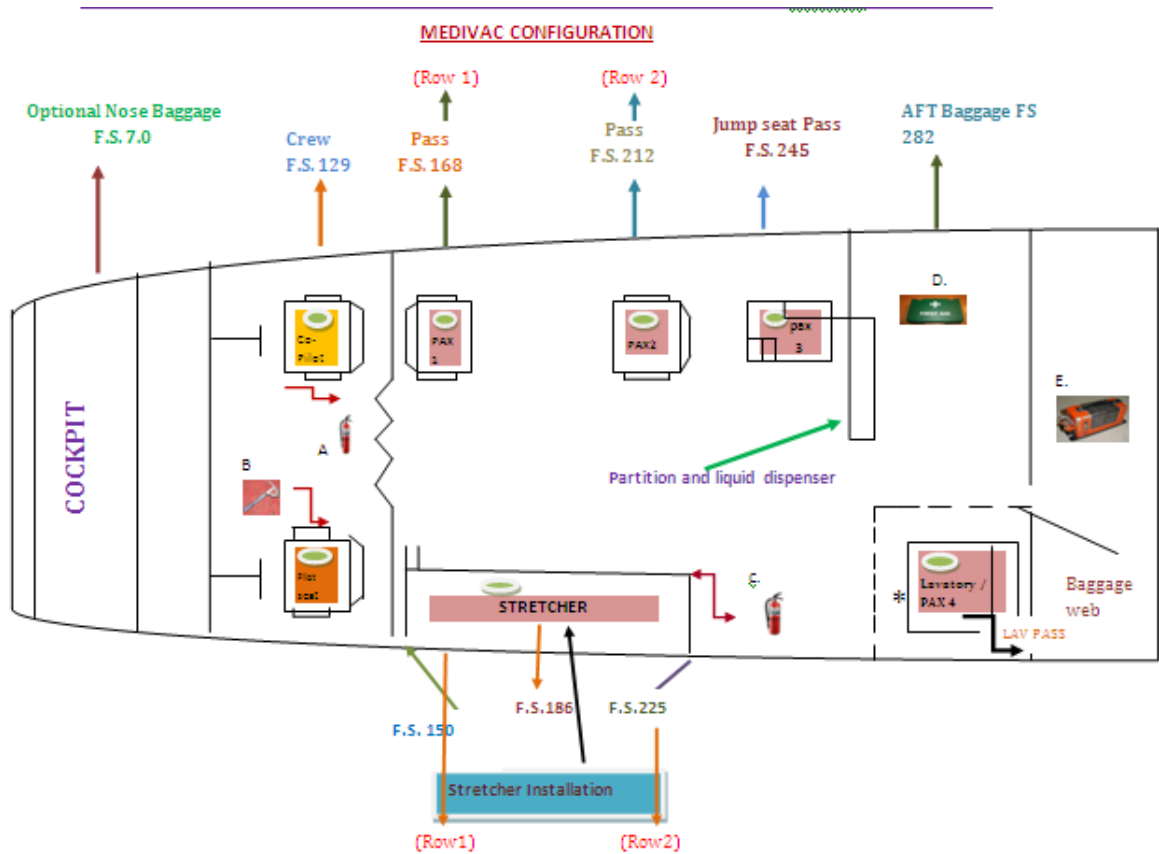 MEDIVAC CONFIGURATION
(Row 1)
(Row 2)
Optional Nose Baggage
F.S. 7.0
Crew
F.S. 129
Pass
F.S. 168
Pass
F.S. 212
Jump seat Pass
F.S. 245
AFT Baggage FS
282
D.
FIRST AID
Co-
Pilot
PAX
1
PAX2
pax
3
E.
COCKPIT
A
B
Partition and liquid dispenser
C.
STRETCHER
*
Lavatory /
PAX 4
LAV PASS
Baggage
web
F.S. 150
F.S.186
F.S.225
Stretcher Installation
(Row1)
(Row2)